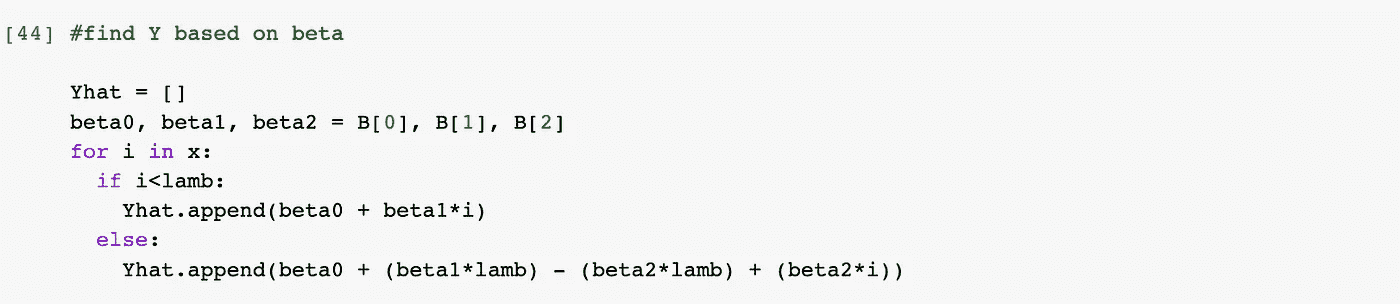 [44] #find Y based on beta
Yhat = []
beta0, beta1, beta2 = B[0], B[1], B[2]
for i in x:
if i<lamb:
Yhat.append(beta0 + beta1*i)
else:
Yhat.append(beta0 + (beta1*lamb) - (beta2*lamb) + (beta2*i))